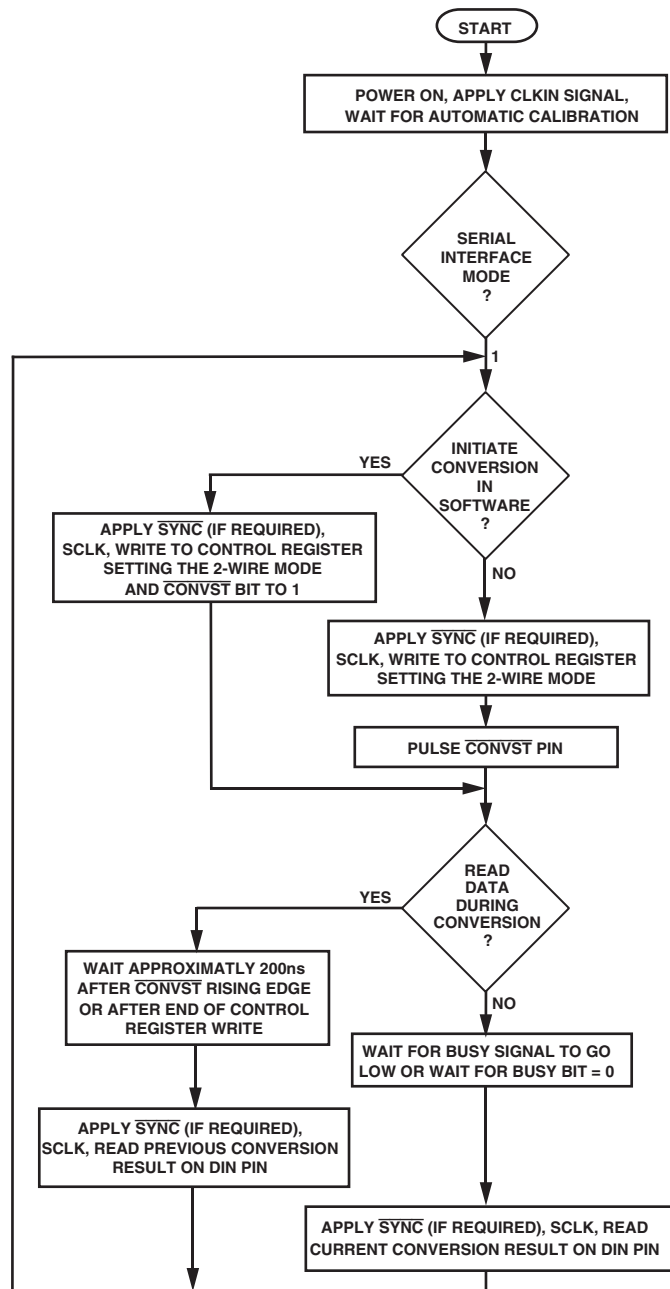 START
POWER ON, APPLY CLKIN SIGNAL,
WAIT FOR AUTOMATIC CALIBRATION
SERIAL
INTERFACE
MODE
?
1
INITIATE
CONVERSION
IN
SOFTWARE
?
YES
APPLY SYNC (IF REQUIRED),
SCLK, WRITE TO CONTROL REGISTER
SETTING THE 2-WIRE MODE
AND CONVST BIT TO 1
NO
APPLY SYNC (IF REQUIRED),
SCLK, WRITE TO CONTROL REGISTER
SETTING THE 2-WIRE MODE
PULSE CONVST PIN
READ
DATA
DURING
CONVERSION
?
YES
WAIT APPROXIMATLY 200ns
AFTER CONVST RISING EDGE
OR AFTER END OF CONTROL
REGISTER WRITE
NO
WAIT FOR BUSY SIGNAL TO GO
LOW OR WAIT FOR BUSY BIT = 0
APPLY SYNC (IF REQUIRED),
SCLK, READ PREVIOUS CONVERSION
RESULT ON DIN PIN
APPLY SYNC (IF REQUIRED), SCLK, READ
CURRENT CONVERSION RESULT ON DIN PIN